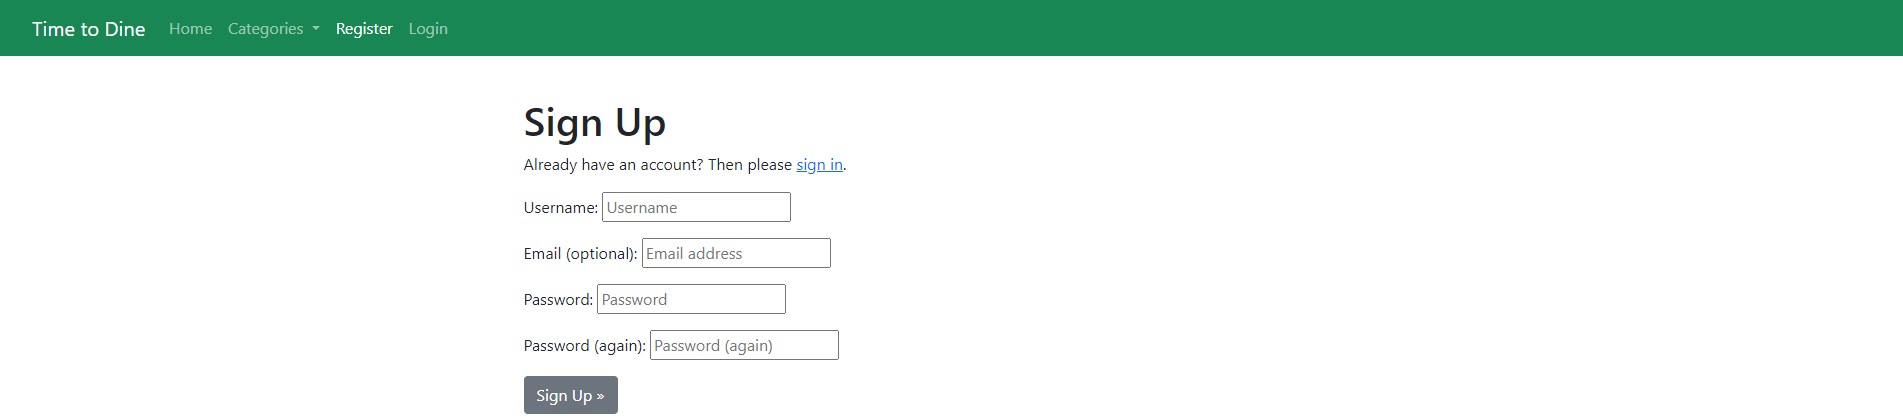 Time to Dine Home Categories Register Login
Sign Up
Already have an account? Then please sign in.
Username: Username
Email (optional): Email address
Password: Password
Password (again): Password (again)
Sign Up »